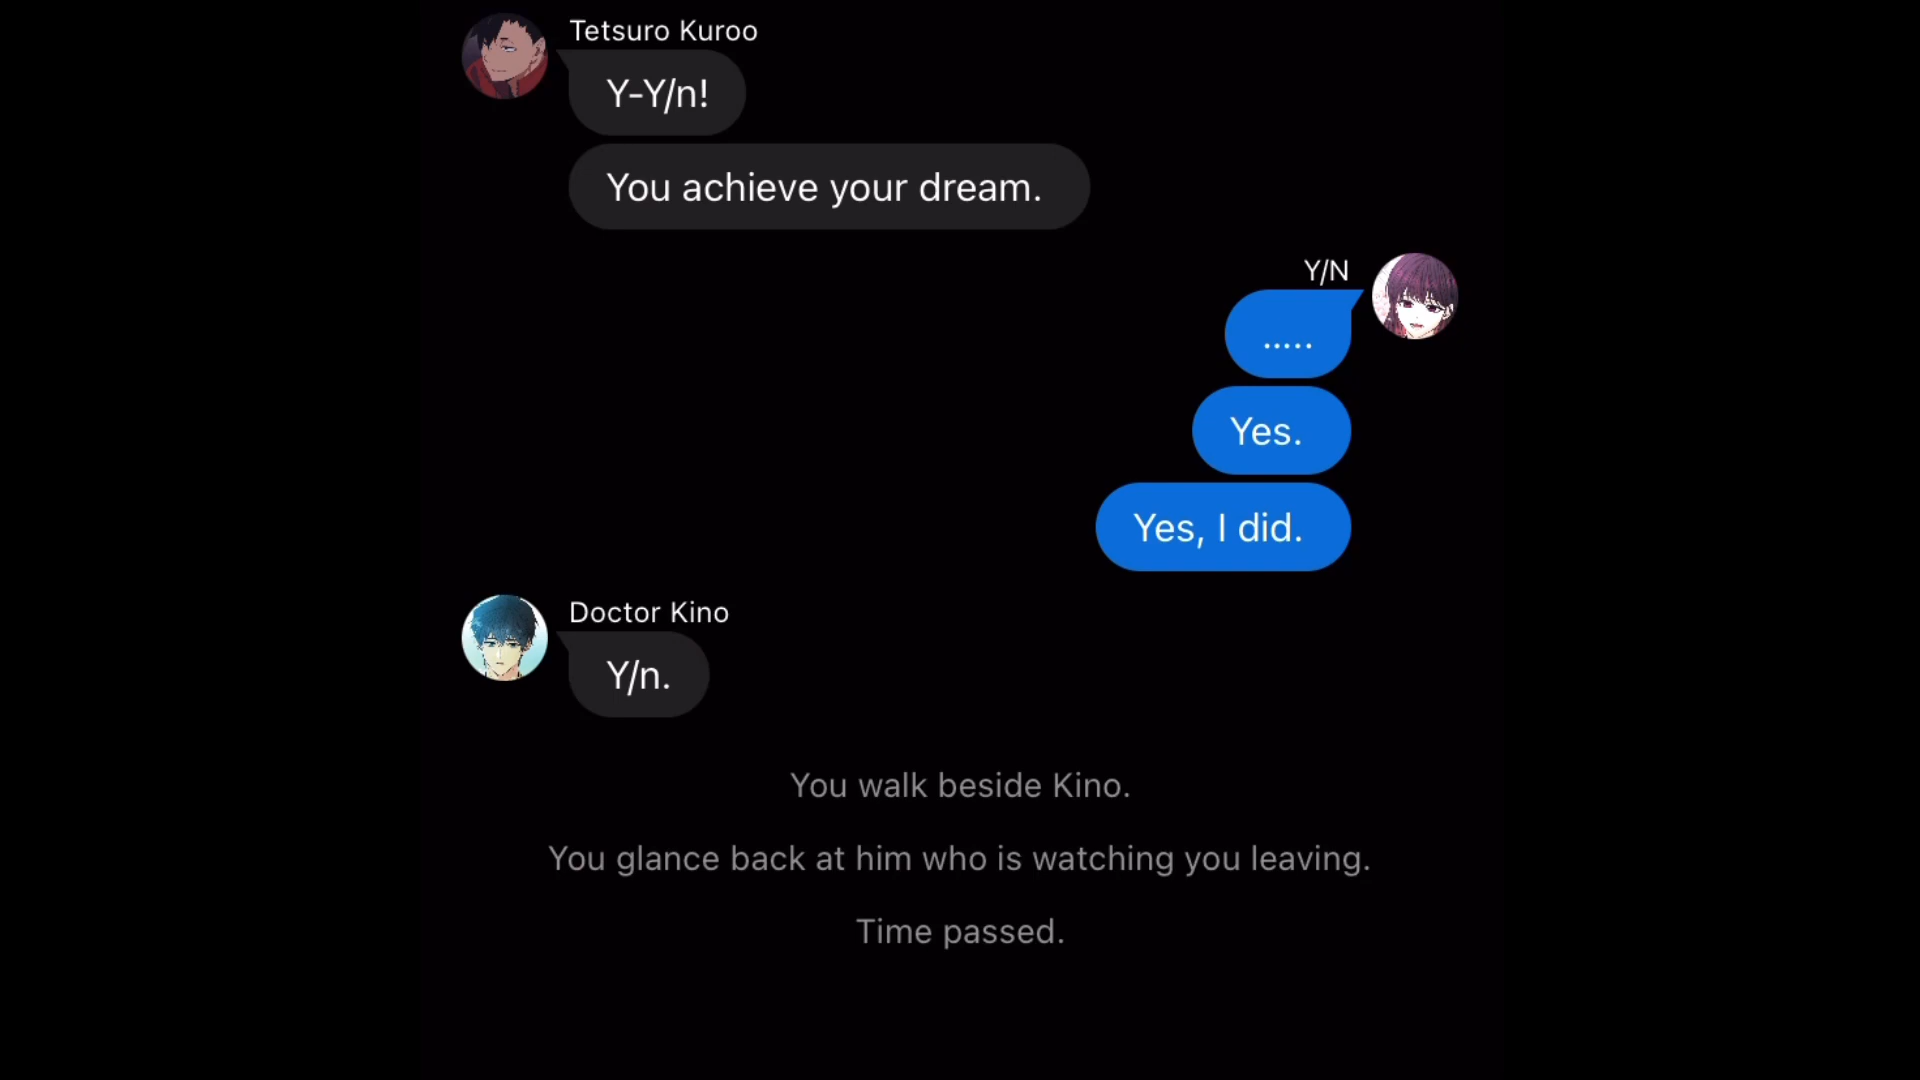 Tetsuro Kuroo
Y-Y/n!
You achieve your dream.
Y/N
.....
Yes.
Yes, I did.
Doctor Kino
Y/n.
You walk beside Kino.
You glance back at him who is watching you leaving.
Time passed.